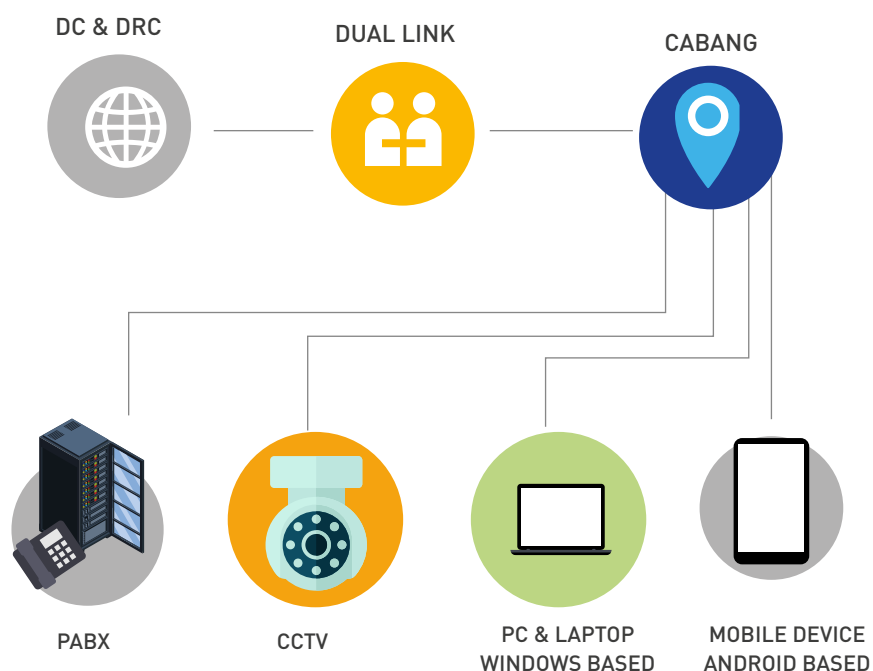 DC & DRC
DUAL LINK
CABANG
PABX
CCTV
PC & LAPTOP
WINDOWS BASED
MOBILE DEVICE
ANDROID BASED